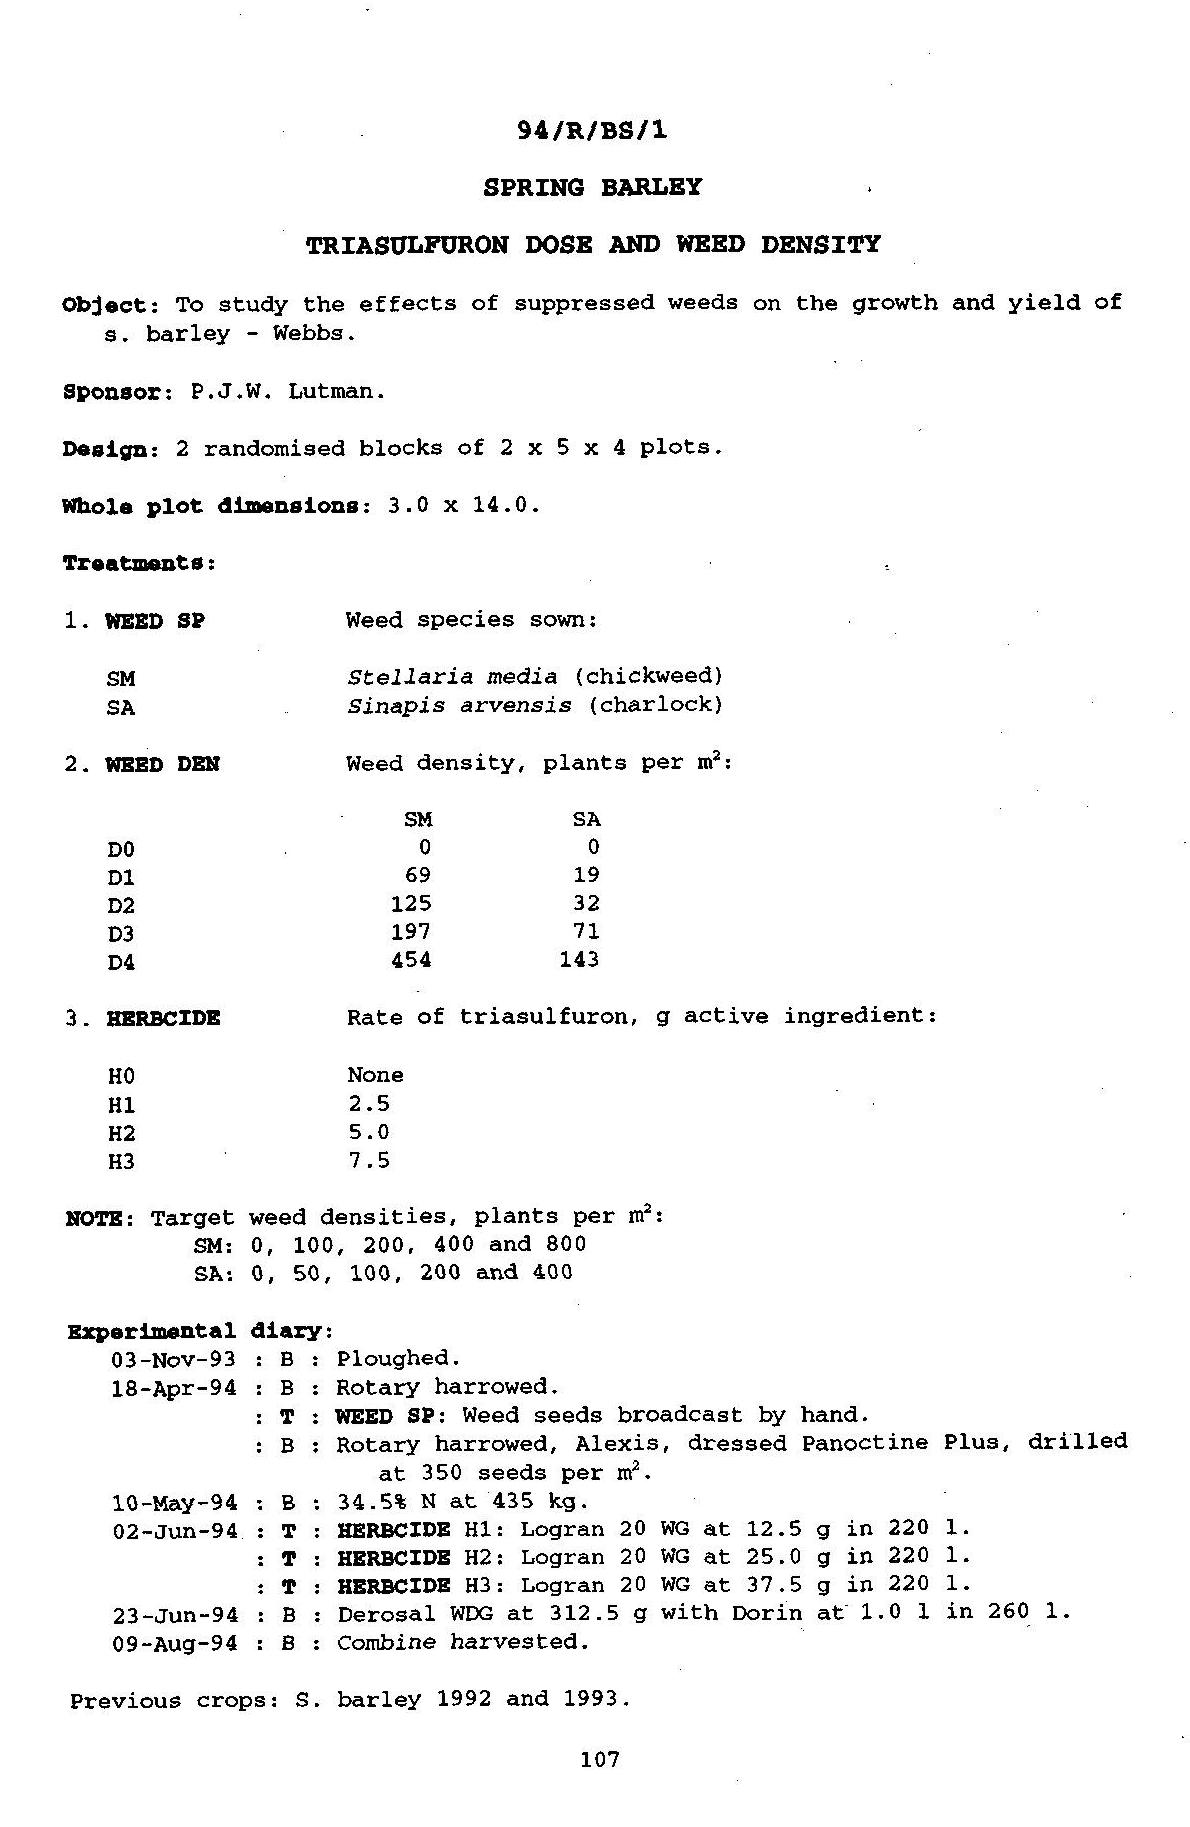 94/R/BS/1
SPRING BARLEY
TRIASULFURON DOSE AND WEED DENSITY
Object: To study the effects of suppressed weeds on the growth and yield of
s. barley - Webbs.
Sponsor: P.J.W. Lutman.
Design: 2 randomised blocks of 2 x 5 x 4 plots.
Whole plot dimensions: 3.0 x 14.0.
Treatments:
1. WEED SP Weed species sown:
SM Stellaria media (chickweed)
SA Sinapis arvensis (charlock)
2. WEED DEN Weed density, plants per m²:
SM SA
D0 0 0
D1 69 19
D2 125 32
D3 197 71
D4 454 143
3. HERBCIDE Rate of triasulfuron, g active ingredient:
H0 None
H1 2.5
H2 5.0
H3 7.5
NOTE: Target weed densities, plants per m²:
SM: 0, 100, 200, 400 and 800
SA: 0, 50, 100, 200 and 400
Experimental diary:
03-Nov-93 : B : Ploughed.
18-Apr-94 : B : Rotary harrowed.
: T : WEED SP: Weed seeds broadcast by hand.
: B : Rotary harrowed, Alexis, dressed Panoctine Plus, drilled
at 350 seeds per m².
10-May-94 : B : 34.5% N at 435 kg.
02-Jun-94 : T : HERBCIDE H1: Logran 20 WG at 12.5 g in 220 l.
: T : HERBCIDE H2: Logran 20 WG at 25.0 g in 220 l.
: T : HERBCIDE H3: Logran 20 WG at 37.5 g in 220 l.
23-Jun-94 : B : Derosal WDG at 312.5 g with Dorin at 1.0 l in 260 l.
09-Aug-94 : B : Combine harvested.
Previous crops: S. barley 1992 and 1993.
107